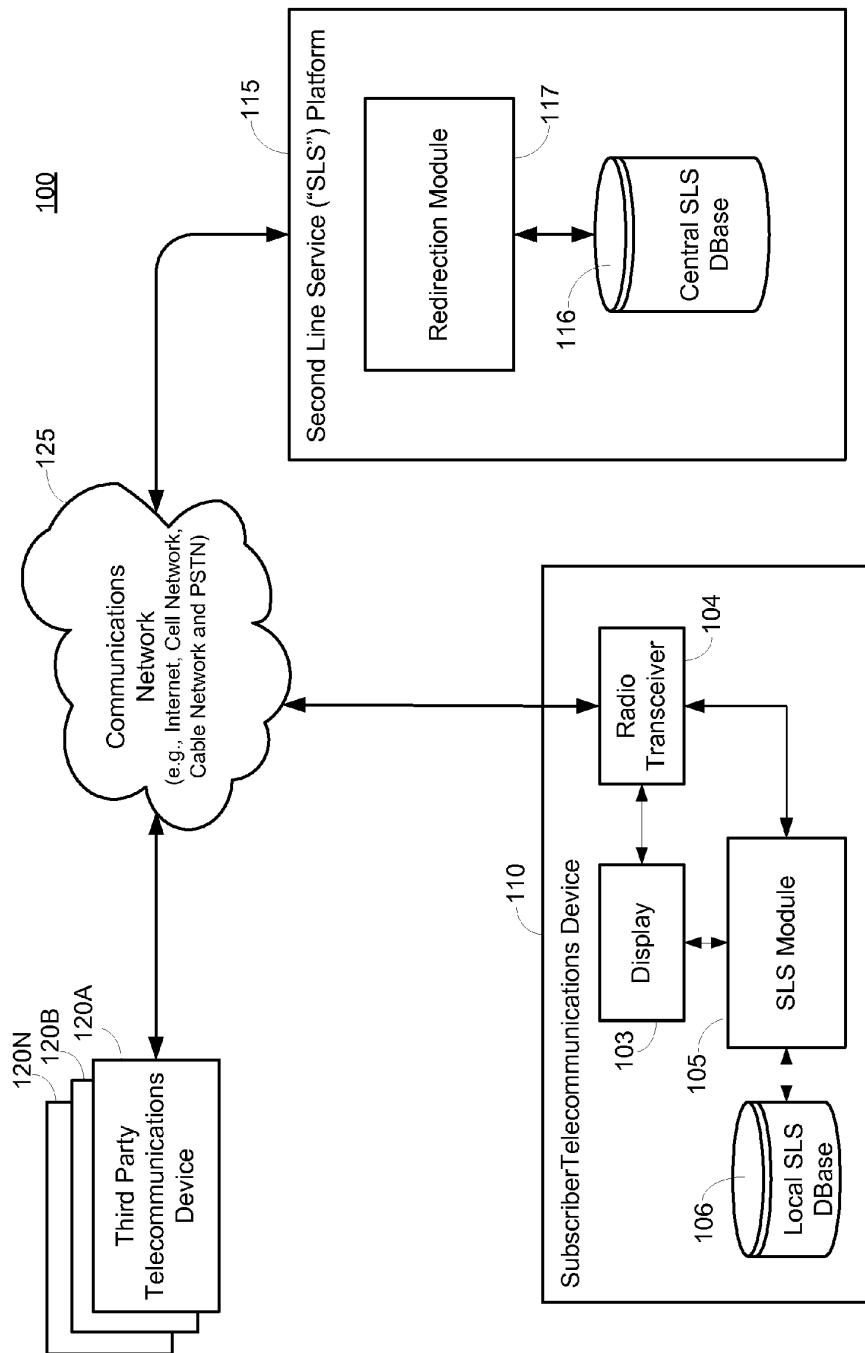 100
120N
120B
120A
Third Party
Telecommunications
Device
125
Communications
Network
(e.g., Internet, Cell Network,
Cable Network and PSTN)
115
Second Line Service (“SLS”) Platform
Redirection Module
117
116
Central SLS
DBase
110
SubscriberTelecommunications Device
Display
103
Radio
Transceiver
104
105
SLS Module
106
Local SLS
DBase